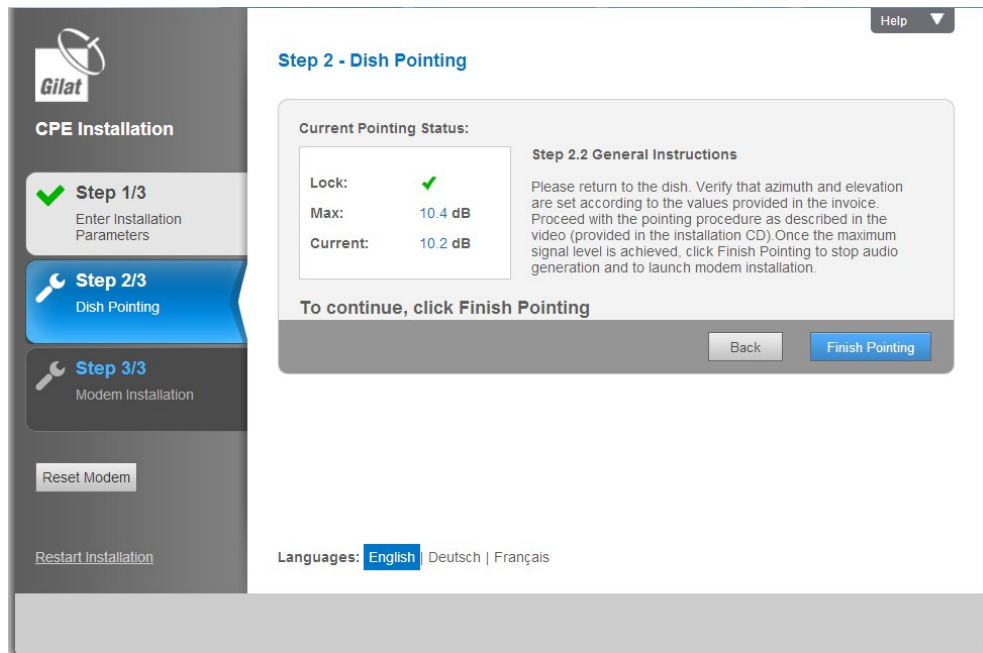 Help
Gilat
CPE Installation
Step 1/3
Enter Installation
Parameters
Step 2/3
Dish Pointing
Step 3/3
Modem Installation
Reset Modem
Restart Installation
Step 2 - Dish Pointing
Current Pointing Status:
Lock:
Max: 10.4 dB
Current: 10.2 dB
Step 2.2 General Instructions
Please return to the dish. Verify that azimuth and elevation
are set according to the values provided in the invoice.
Proceed with the pointing procedure as described in the
video (provided in the installation CD).Once the maximum
signal level is achieved, click Finish Pointing to stop audio
generation and to launch modem installation.
To continue, click Finish Pointing
Back
Finish Pointing
Languages: English | Deutsch | Français